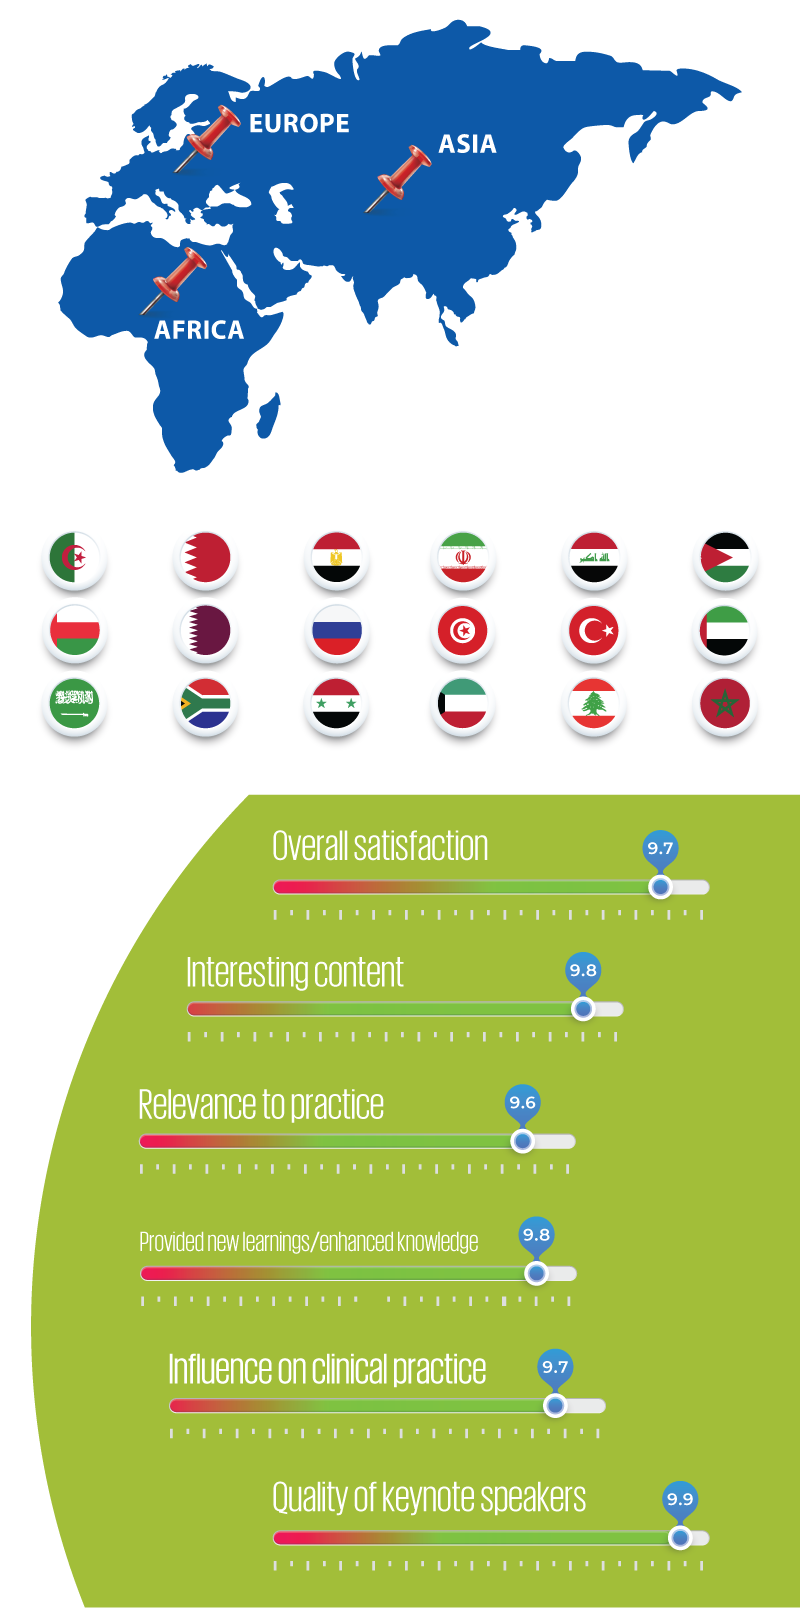 EUROPE
ASIA
AFRICA
Overall satisfaction
9.7
Interesting content
9.8
Relevance to practice
9.6
Provided new learnings/enhanced knowledge
9.8
Influence on clinical practice
9.7
Quality of keynote speakers
9.9